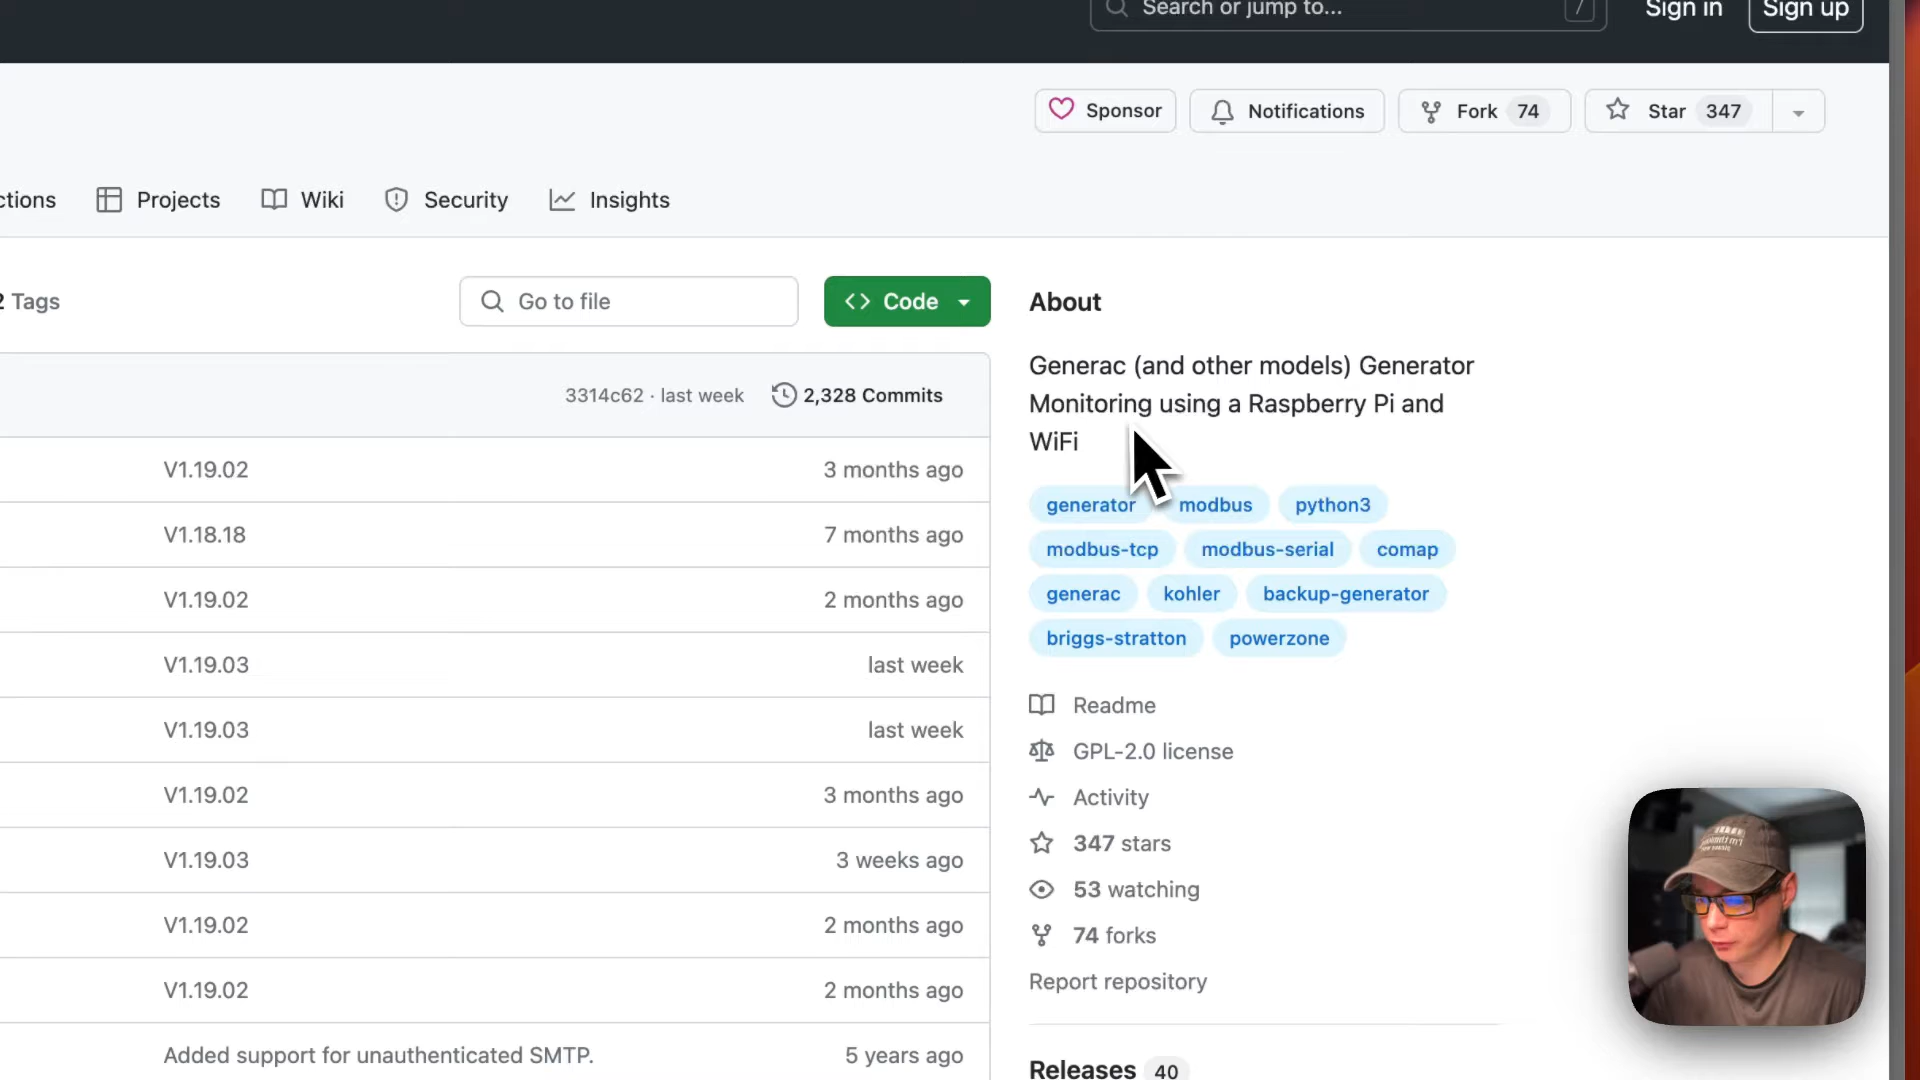 Search or jump to... /
Sign in
Sign up
Sponsor
Notifications
Fork 74
Star 347
ctions
Projects
Wiki
Security
Insights
2 Tags
Go to file
Code
3314c62 · last week
2,328 Commits
V1.19.02 3 months ago
V1.18.18 7 months ago
V1.19.02 2 months ago
V1.19.03 last week
V1.19.03 last week
V1.19.02 3 months ago
V1.19.03 3 weeks ago
V1.19.02 2 months ago
V1.19.02 2 months ago
Added support for unauthenticated SMTP. 5 years ago
About
Generac (and other models) Generator
Monitoring using a Raspberry Pi and
WiFi
generator modbus python3
modbus-tcp modbus-serial comap
generac kohler backup-generator
briggs-stratton powerzone
Readme
GPL-2.0 license
Activity
347 stars
53 watching
74 forks
Report repository
Releases 40